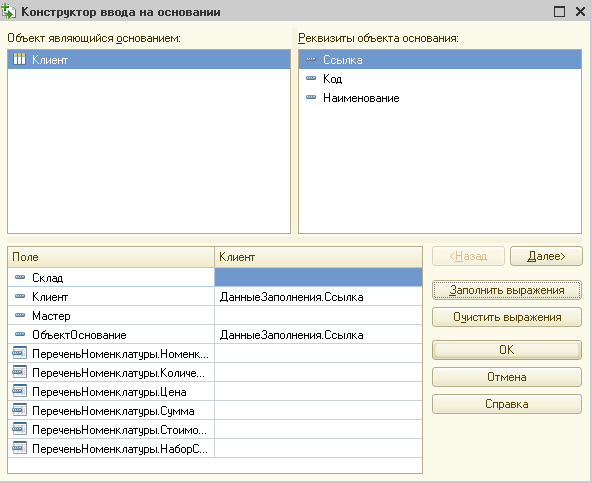 Конструктор ввода на основании
Объект являющийся основанием:
Клиент
Реквизиты объекта основания:
Ссылка
Код
Наименование
Поле Клиент
Склад
Клиент ДанныеЗаполнения.Ссылка
Мастер
ОбъектОснование ДанныеЗаполнения.Ссылка
ПереченьНоменклатуры.Номенк...
ПереченьНоменклатуры.Количе...
ПереченьНоменклатуры.Цена
ПереченьНоменклатуры.Сумма
ПереченьНоменклатуры.Стоимо...
ПереченьНоменклатуры.НаборС...
<Назад Далее>
Заполнить выражения
Очистить выражения
ОК
Отмена
Справка